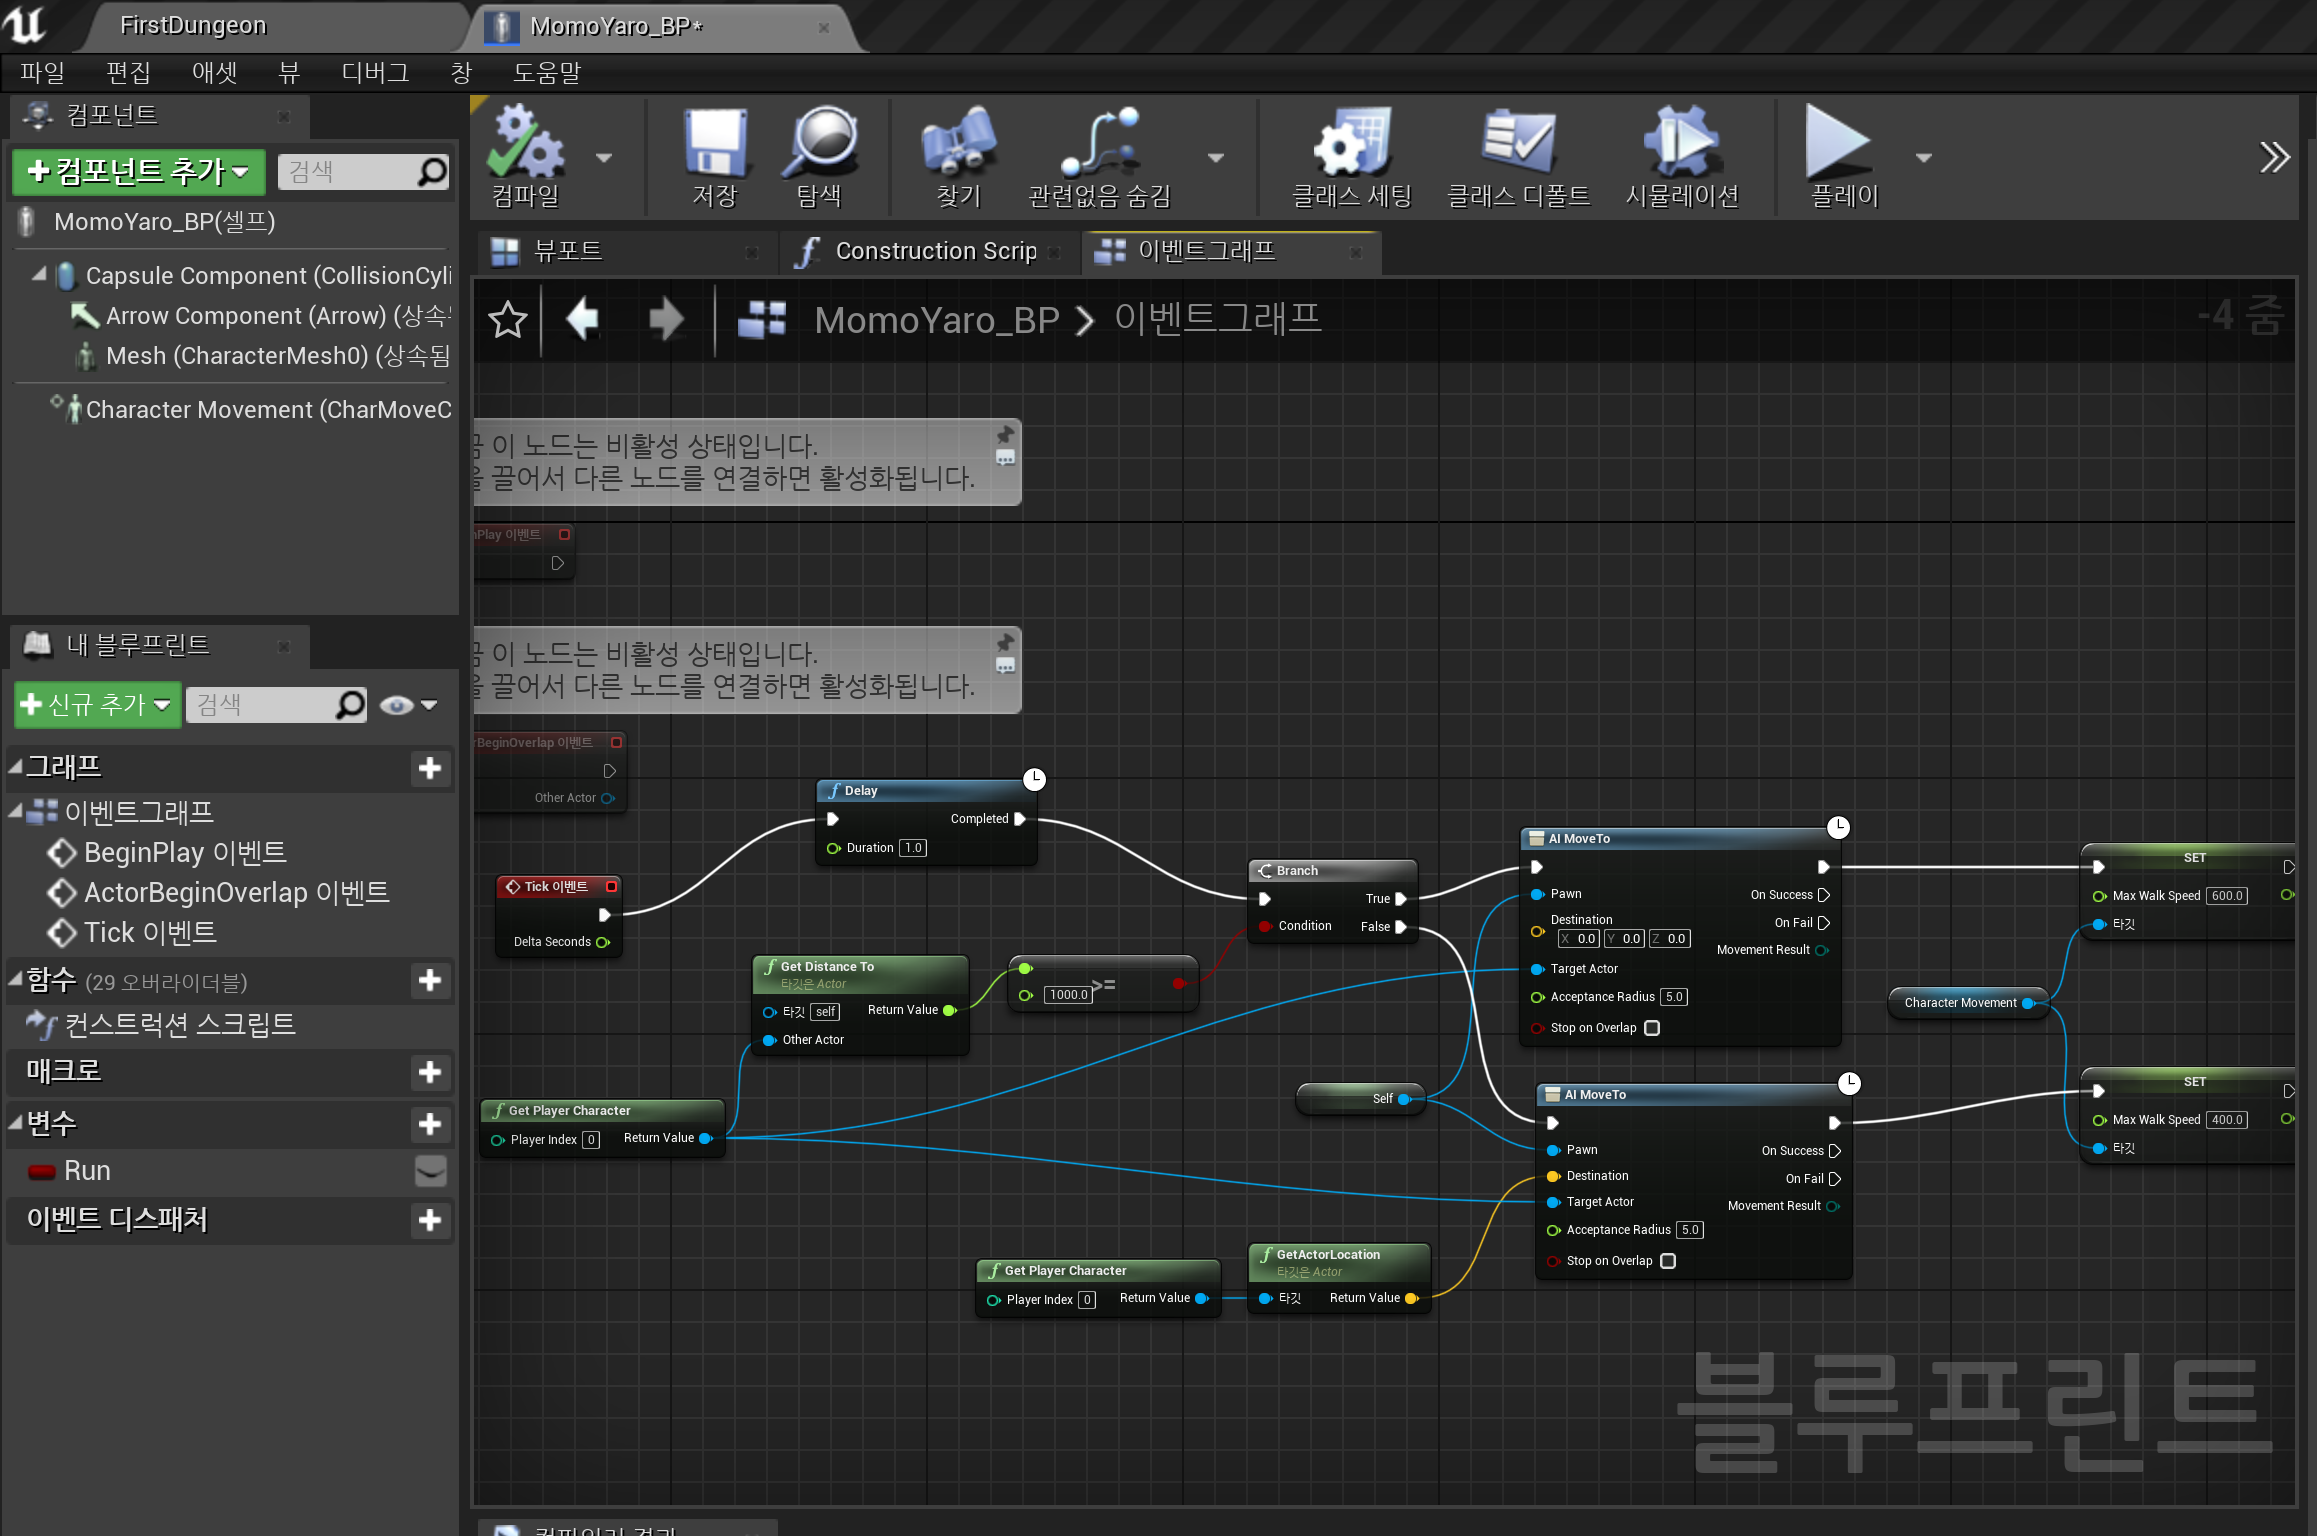 FirstDungeon
MomoYaro_BP*
파일 편집 애셋 뷰 디버그 창 도움말
컴포넌트
컴포넌트 추가
검색
MomoYaro_BP(셀프)
Capsule Component (CollisionCyli
Arrow Component (Arrow) (상속
Mesh (CharacterMesh0) (상속됨
Character Movement (CharMoveC
컴파일
저장
탐색
찾기
관련없음 숨김
클래스 세팅
클래스 디폴트
시뮬레이션
플레이
뷰포트
Construction Scrip
이벤트그래프
MomoYaro_BP
이벤트그래프
-4 줌
이 노드는 비활성 상태입니다.
끌어서 다른 노드를 연결하면 활성화됩니다.
Play 이벤트
이 노드는 비활성 상태입니다.
끌어서 다른 노드를 연결하면 활성화됩니다.
BeginOverlap 이벤트
Other Actor
내 블루프린트
신규 추가
검색
그래프
이벤트그래프
BeginPlay 이벤트
ActorBeginOverlap 이벤트
Tick 이벤트
함수 (29 오버라이더블)
컨스트럭션 스크립트
매크로
변수
Run
이벤트 디스패처
Tick 이벤트
Delta Seconds
Delay
Completed
Duration 1.0
Get Distance To
타깃은 Actor
타깃 self
Return Value
Other Actor
1000.0 >=
Get Player Character
Player Index 0
Return Value
Branch
True
Condition
False
Self
Get Player Character
Player Index 0
Return Value
GetActorLocation
타깃은 Actor
타깃
Return Value
AI MoveTo
Pawn
On Success
Destination
X 0.0 Y 0.0 Z 0.0
On Fail
Movement Result
Target Actor
Acceptance Radius 5.0
Stop on Overlap
AI MoveTo
Pawn
On Success
Destination
On Fail
Target Actor
Movement Result
Acceptance Radius 5.0
Stop on Overlap
Character Movement
SET
Max Walk Speed 600.0
타깃
SET
Max Walk Speed 400.0
타깃
블루프린트